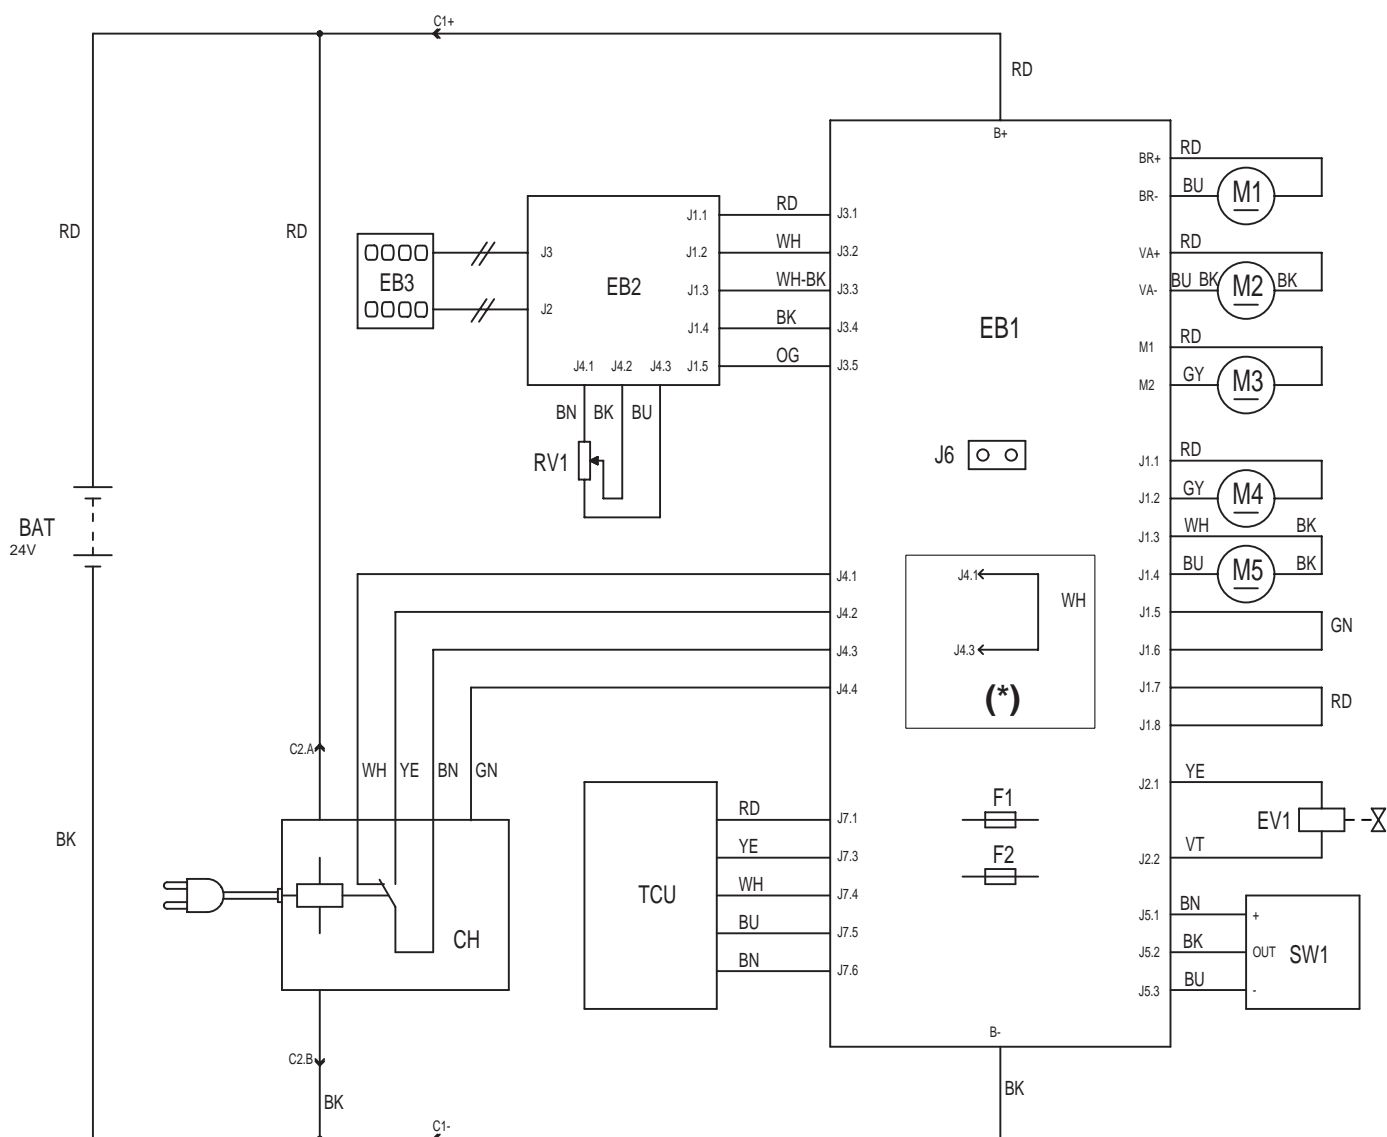 C1+
RD
B+
BR+ RD
BR- BU M1
RD RD
J1.1 RD J3.1
J1.2 WH J3.2
VA+ RD
J3
EB3
EB2
J1.3 WH-BK J3.3
VA- BU BK M2 BK
J2
J1.4 BK J3.4
EB1
M1 RD
J4.1 J4.2 J4.3 J1.5 OG J3.5
M2 GY M3
BN BK BU
RV1
J6
J1.1 RD
J1.2 GY M4
BAT
24V
J1.3 WH BK
J4.1
J4.1
J1.4 BU M5 BK
WH
J4.2
J1.5
GN
J4.3
J4.3
J1.6
J4.4
(*)
J1.7
RD
J1.8
C2.A
WH YE BN GN
J2.1 YE
RD J7.1
F1
EV1
BK
YE J7.3
F2
J2.2 VT
TCU
WH J7.4
J5.1 BN +
CH
BU J7.5
J5.2 BK OUT SW1
BN J7.6
J5.3 BU -
B-
C2.B
BK
BK
C1-